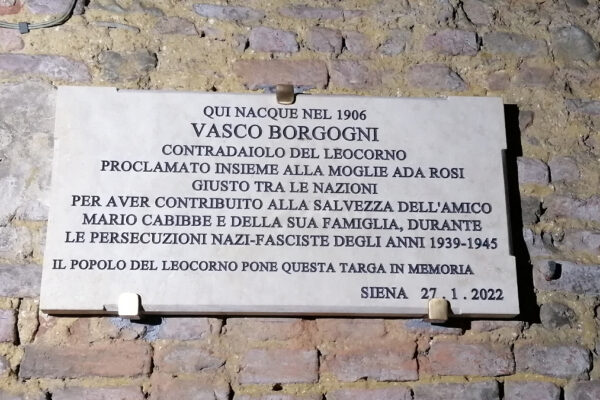 QUI NACQUE NEL 1906
VASCO BORGOGNI
CONTRADAIOLO DEL LEOCORNO
PROCLAMATO INSIEME ALLA MOGLIE ADA ROSI
GIUSTO TRA LE NAZIONI
PER AVER CONTRIBUITO ALLA SALVEZZA DELL'AMICO
MARIO CABIBBE E DELLA SUA FAMIGLIA, DURANTE
LE PERSECUZIONI NAZI-FASCISTE DEGLI ANNI 1939-1945
IL POPOLO DEL LEOCORNO PONE QUESTA TARGA IN MEMORIA
SIENA 27 . 1 . 2022